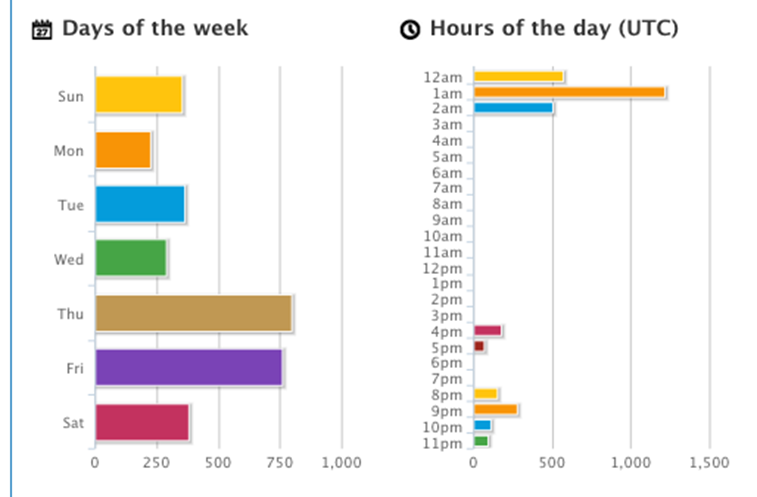 27 Days of the week
Sun
Mon
Tue
Wed
Thu
Fri
Sat
0 250 500 750 1,000
Hours of the day (UTC)
12am
1am
2am
3am
4am
5am
6am
7am
8am
9am
10am
11am
12pm
1pm
2pm
3pm
4pm
5pm
6pm
7pm
8pm
9pm
10pm
11pm
0 500 1,000 1,500